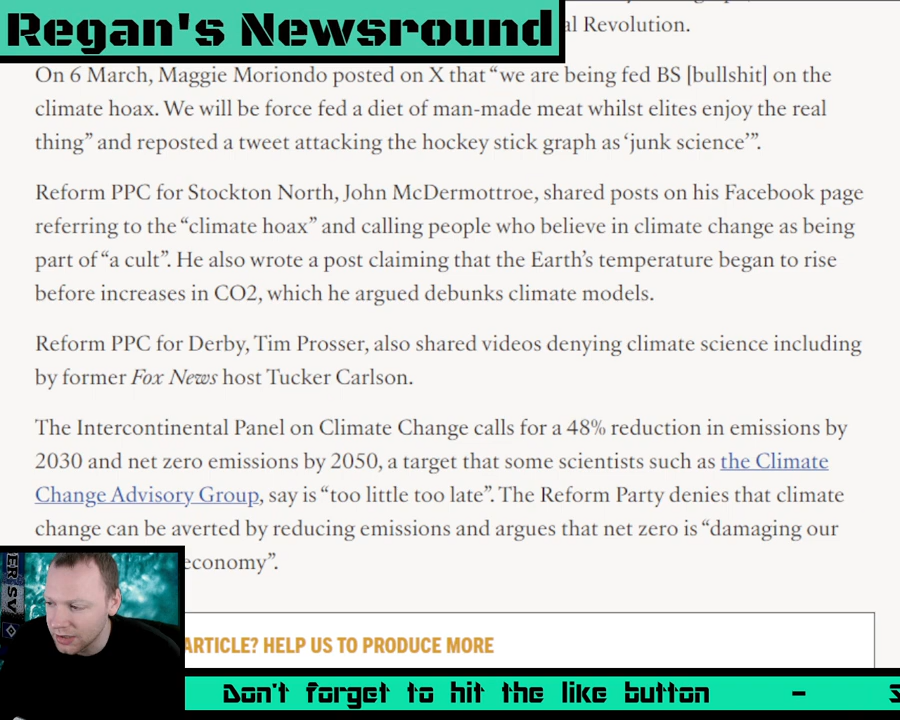 Regan's Newsround
al Revolution.
On 6 March, Maggie Moriondo posted on X that “we are being fed BS [bullshit] on the
climate hoax. We will be force fed a diet of man-made meat whilst elites enjoy the real
thing” and reposted a tweet attacking the hockey stick graph as ‘junk science’”.
Reform PPC for Stockton North, John McDermottroe, shared posts on his Facebook page
referring to the “climate hoax” and calling people who believe in climate change as being
part of “a cult”. He also wrote a post claiming that the Earth’s temperature began to rise
before increases in CO2, which he argued debunks climate models.
Reform PPC for Derby, Tim Prosser, also shared videos denying climate science including
by former Fox News host Tucker Carlson.
The Intercontinental Panel on Climate Change calls for a 48% reduction in emissions by
2030 and net zero emissions by 2050, a target that some scientists such as the Climate
Change Advisory Group, say is “too little too late”. The Reform Party denies that climate
change can be averted by reducing emissions and argues that net zero is “damaging our
economy”.
ARTICLE? HELP US TO PRODUCE MORE
Don't forget to hit the like button - S